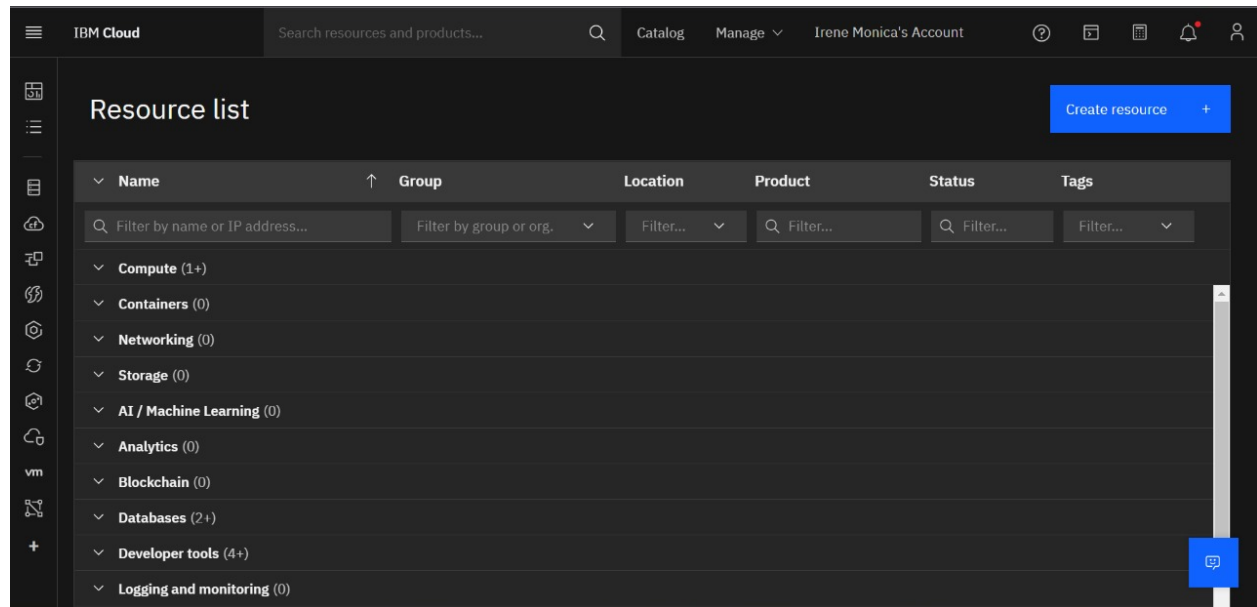 IBM Cloud Search resources and products... Catalog Manage Irene Monica's Account
Resource list
Create resource +
Name Group Location Product Status Tags
Filter by name or IP address... Filter by group or org. Filter... Filter... Filter... Filter...
Compute (1+)
Containers (0)
Networking (0)
Storage (0)
AI / Machine Learning (0)
Analytics (0)
Blockchain (0)
Databases (2+)
Developer tools (4+)
Logging and monitoring (0)
vm